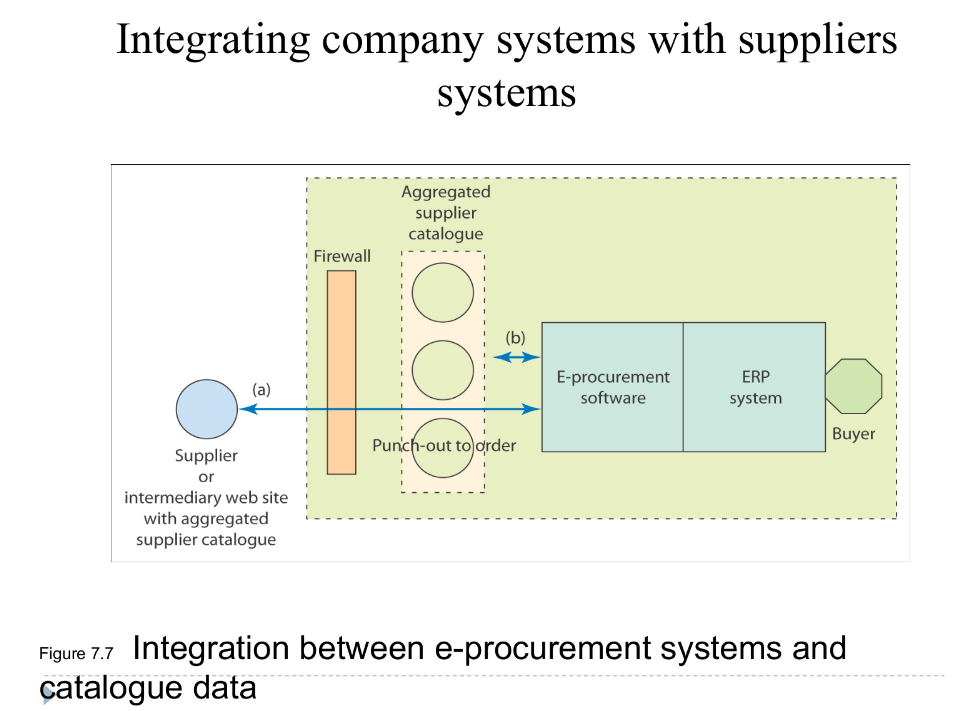 Integrating company systems with suppliers
systems
Aggregated
supplier
catalogue
Firewall
(b)
(a)
E-procurement
software
ERP
system
Punch-out to order
Buyer
Supplier
or
intermediary web site
with aggregated
supplier catalogue
Figure 7.7 Integration between e-procurement systems and
catalogue data